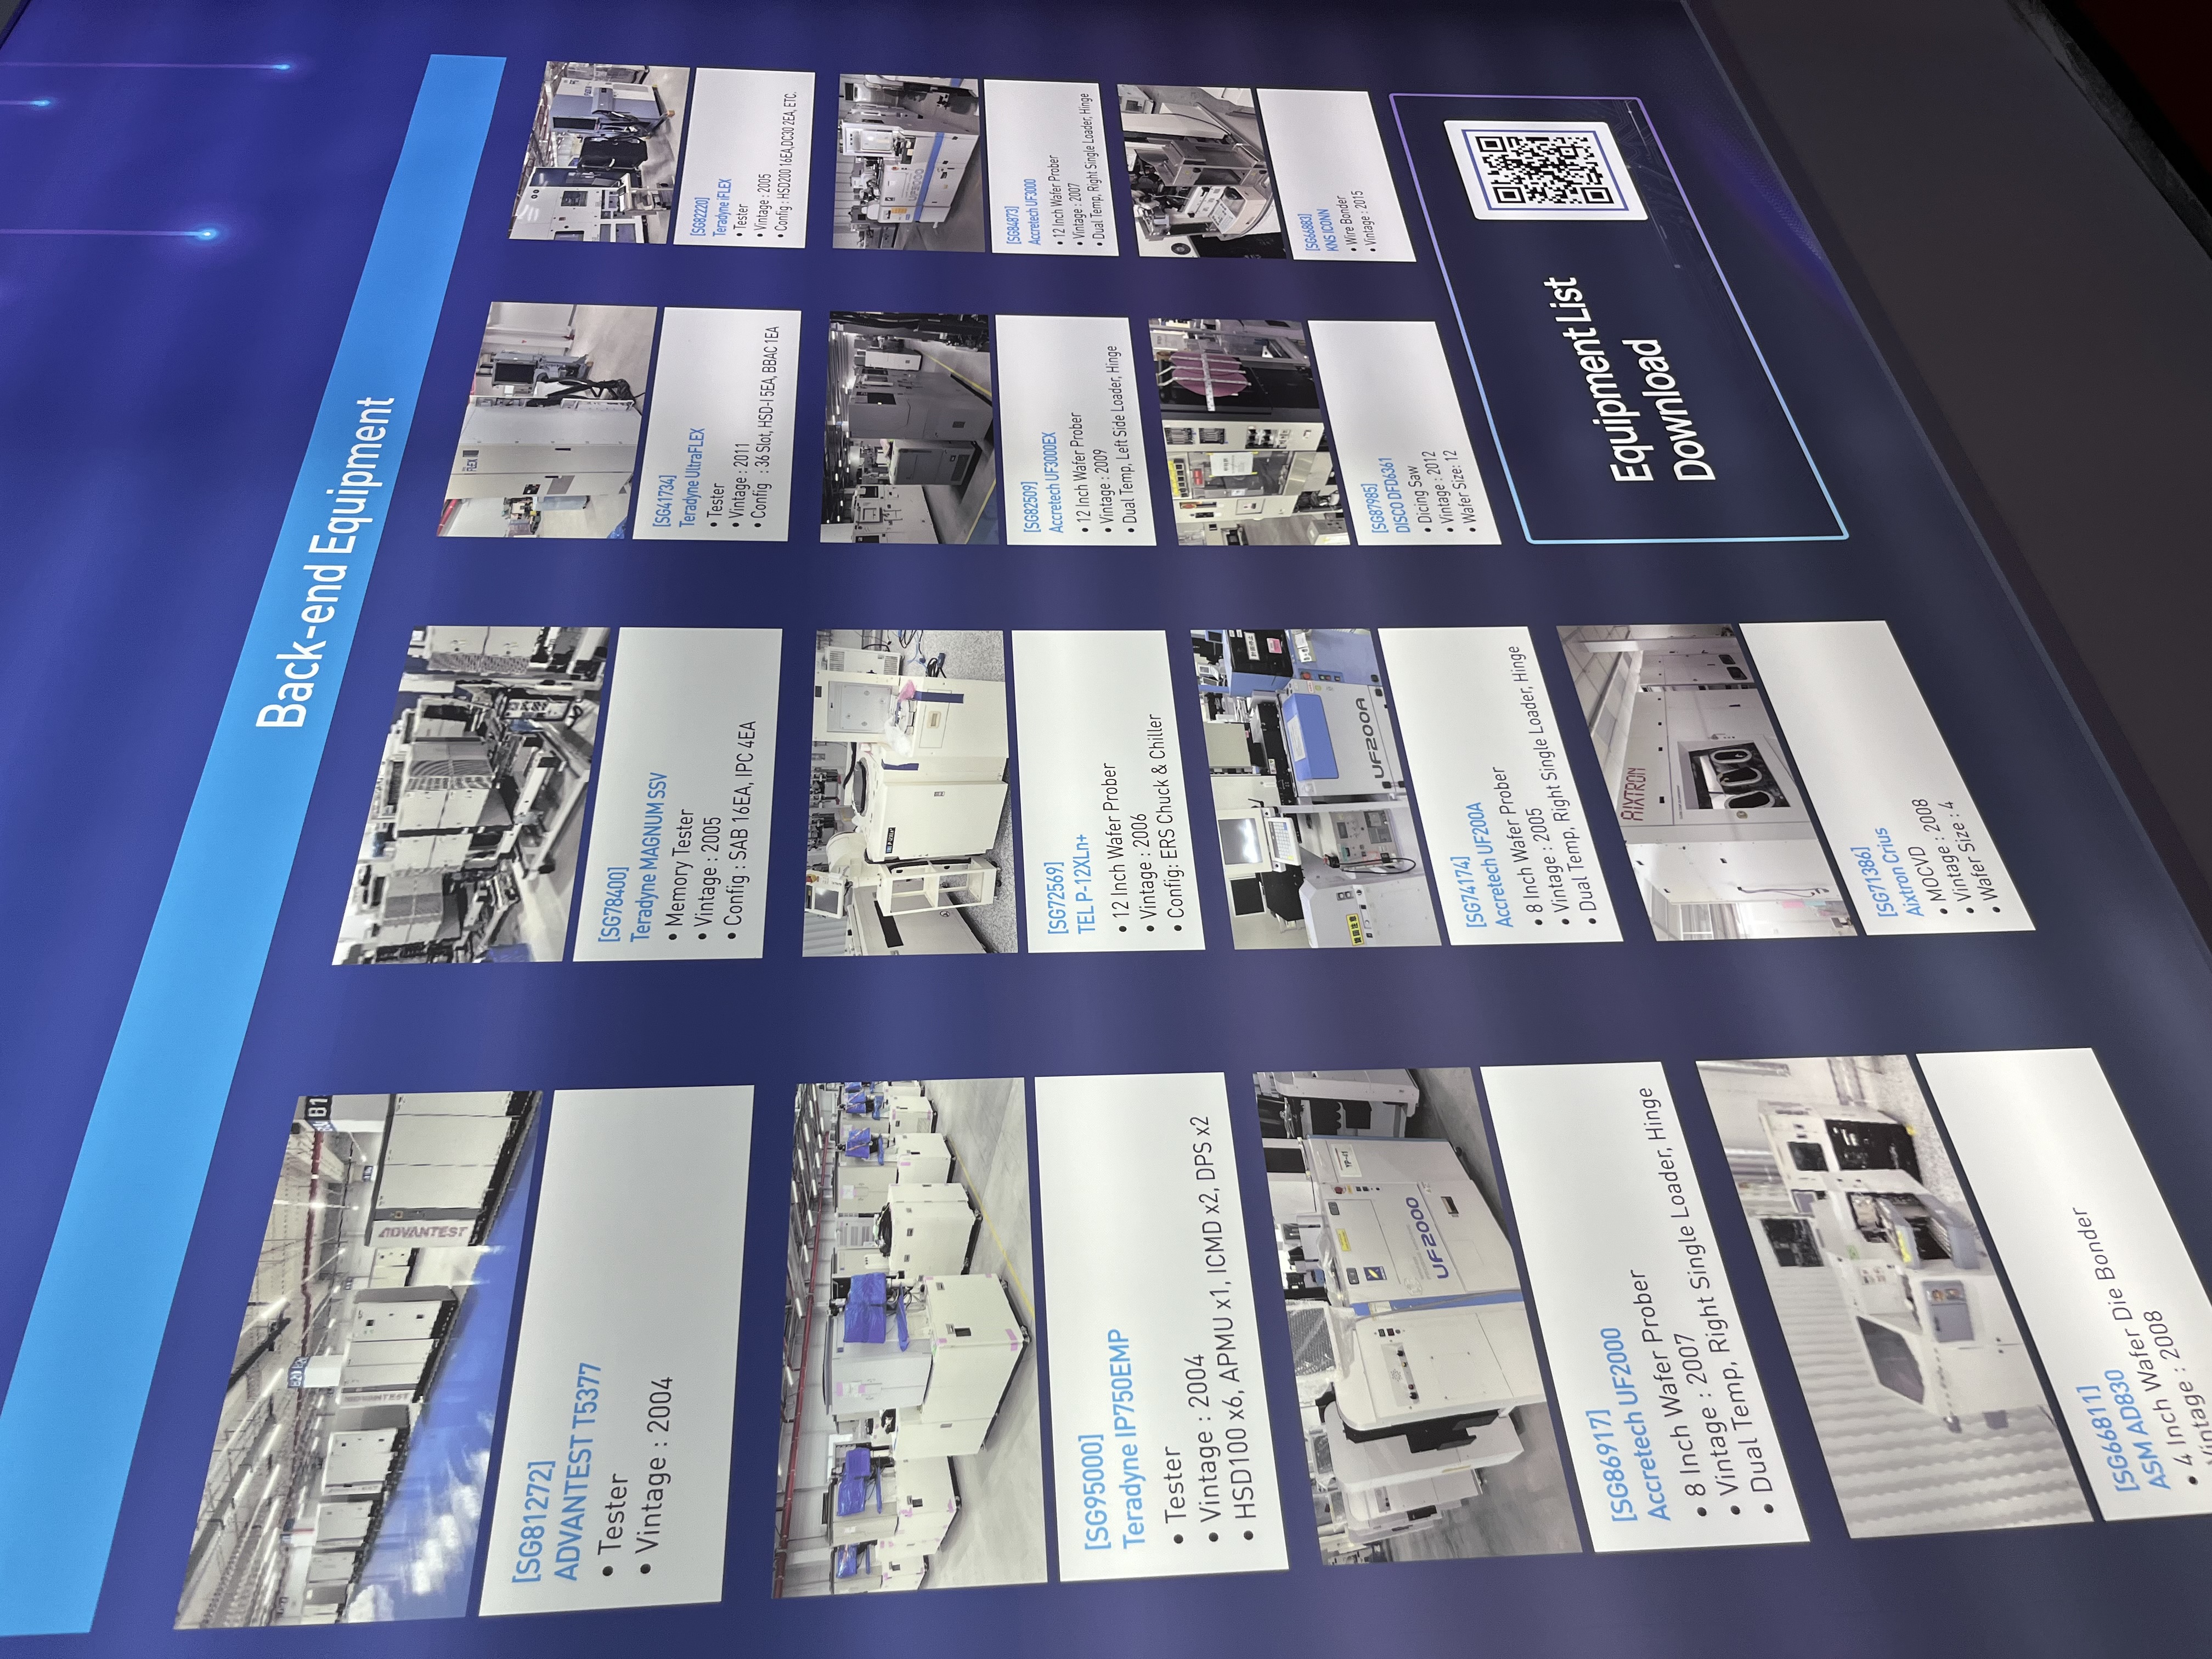 Back-end Equipment
B20
B1
ADVANTEST
[SG81272]
ADVANTEST T5377
• Tester
• Vintage : 2004
[SG78400]
Teradyne MAGNUM SSV
• Memory Tester
• Vintage : 2005
• Config : SAB 16EA, IPC 4EA
FLEX
[SG41734]
Teradyne UltraFLEX
• Tester
• Vintage : 2011
• Config : 36 Slot, HSD-I 5EA, BBAC 1EA
[SG82220]
Teradyne iFLEX
• Tester
• Vintage : 2005
• Config : HSD200 16EA,DC30 2EA, ETC.
[SG95000]
Teradyne IP750EMP
• Tester
• Vintage : 2004
• HSD100 x6, APMU x1, ICMD x2, DPS x2
[SG72569]
TEL P-12XLn+
• 12 Inch Wafer Prober
• Vintage : 2006
• Config: ERS Chuck & Chiller
[SG82509]
Accretech UF3000EX
• 12 Inch Wafer Prober
• Vintage : 2009
• Dual Temp, Left Side Loader, Hinge
UF3000
[SG84873]
Accretech UF3000
• 12 Inch Wafer Prober
• Vintage : 2007
• Dual Temp, Right Single Loader, Hinge
UF2000
[SG86917]
Accretech UF2000
• 8 Inch Wafer Prober
• Vintage : 2007
• Dual Temp, Right Single Loader, Hinge
UF200A
[SG74174]
Accretech UF200A
• 8 Inch Wafer Prober
• Vintage : 2005
• Dual Temp, Right Single Loader, Hinge
[SG87985]
DISCO DFD6361
• Dicing Saw
• Vintage : 2012
• Wafer Size: 12
[SG66883]
KNS ICONN
• Wire Bonder
• Vintage : 2015
[SG66811]
ASM AD830
• 4 Inch Wafer Die Bonder
Vintage : 2008
AIXTRON
[SG71386]
Aixtron Crius
• MOCVD
• Vintage : 2008
• Wafer Size : 4
Equipment List
Download